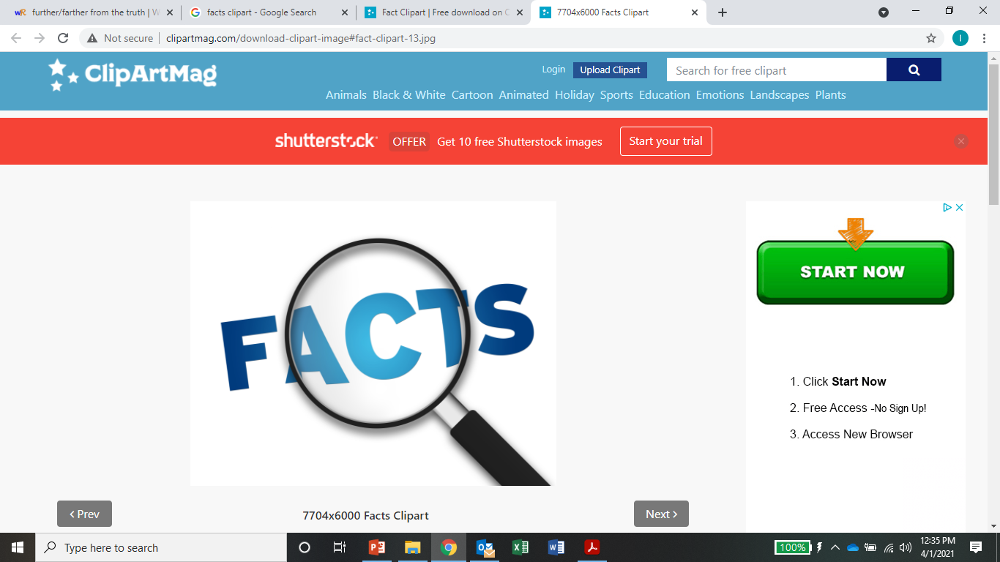 further/farther from the truth | W
facts clipart - Google Search
Fact Clipart | Free download on C
7704x6000 Facts Clipart
Not secure
clipartmag.com/download-clipart-image#fact-clipart-13.jpg
I
ClipArtMag
Login
Upload Clipart
Search for free clipart
Animals Black & White Cartoon Animated Holiday Sports Education Emotions Landscapes Plants
shutterstock
OFFER
Get 10 free Shutterstock images
Start your trial
FACTS
START NOW
1. Click Start Now
2. Free Access -No Sign Up!
3. Access New Browser
‹ Prev
7704x6000 Facts Clipart
Next ›
Type here to search
100%
12:35 PM
4/1/2021